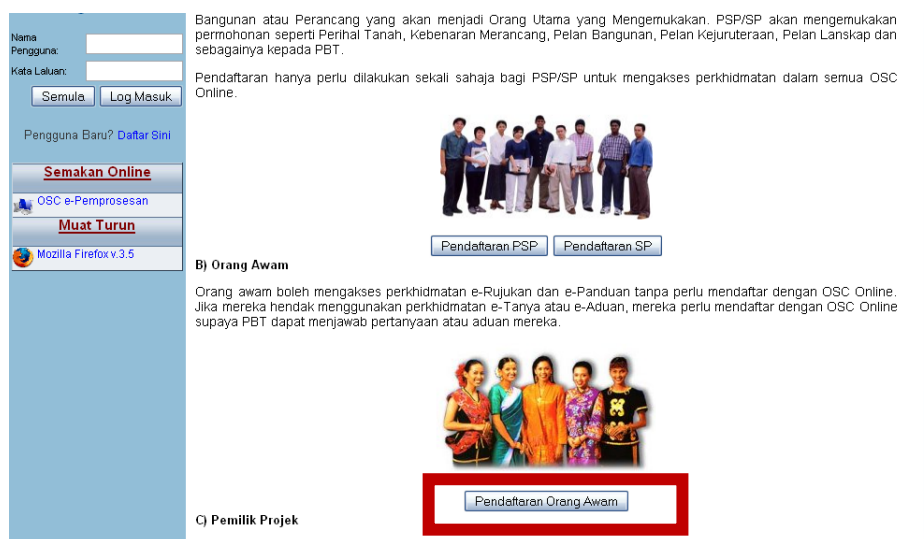 Nama
Pengguna:
Kata Laluan:
Semula Log Masuk
Pengguna Baru? Daftar Sini
Semakan Online
OSC e-Pemprosesan
Muat Turun
Mozilla Firefox v.3.5
Bangunan atau Perancang yang akan menjadi Orang Utama yang Mengemukakan. PSP/SP akan mengemukakan
permohonan seperti Perihal Tanah, Kebenaran Merancang, Pelan Bangunan, Pelan Kejuruteraan, Pelan Lanskap dan
sebagainya kepada PBT.
Pendaftaran hanya perlu dilakukan sekali sahaja bagi PSP/SP untuk mengakses perkhidmatan dalam semua OSC
Online.
Pendaftaran PSP Pendaftaran SP
B) Orang Awam
Orang awam boleh mengakses perkhidmatan e-Rujukan dan e-Panduan tanpa perlu mendaftar dengan OSC Online.
Jika mereka hendak menggunakan perkhidmatan e-Tanya atau e-Aduan, mereka perlu mendaftar dengan OSC Online
supaya PBT dapat menjawab pertanyaan atau aduan mereka.
Pendaftaran Orang Awam
C) Pemilik Projek